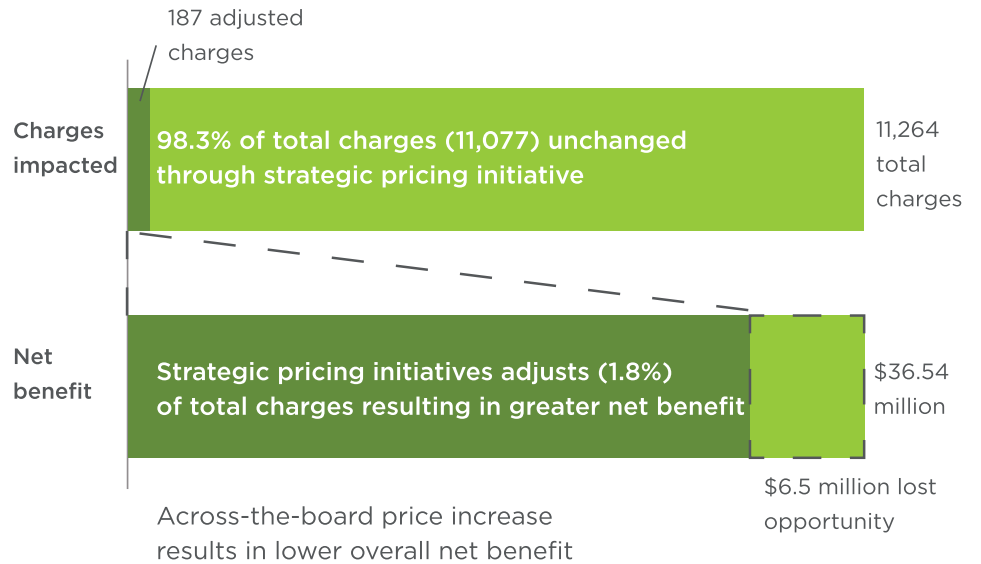 187 adjusted
charges
Charges
impacted
98.3% of total charges (11,077) unchanged
through strategic pricing initiative
11,264
total
charges
Net
benefit
Strategic pricing initiatives adjusts (1.8%)
of total charges resulting in greater net benefit
$36.54
million
$6.5 million lost
opportunity
Across-the-board price increase
results in lower overall net benefit